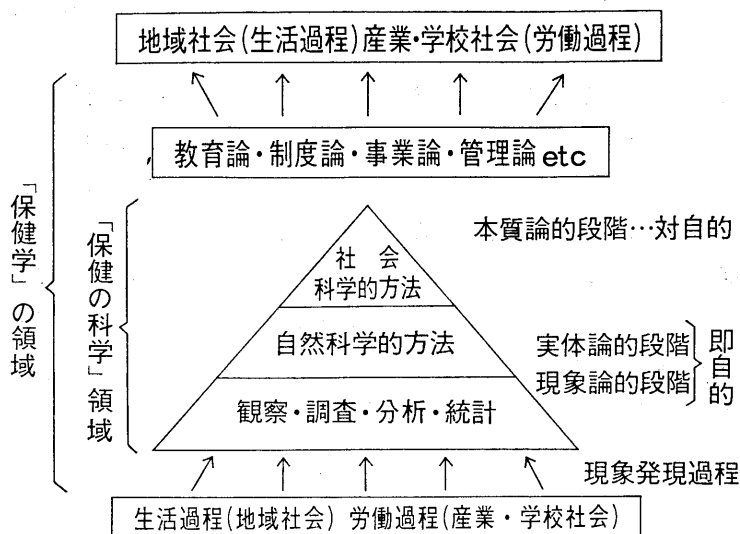 地域社会(生活過程)産業・学校社会(労働過程)
教育論・制度論・事業論・管理論 etc
「保健学」の領域
「保健の科学」領域
本質論的段階…対自的
社 会
科学的方法
自然科学的方法
実体論的段階
現象論的段階
即自的
観察・調査・分析・統計
現象発現過程
生活過程(地域社会) 労働過程(産業・学校社会)